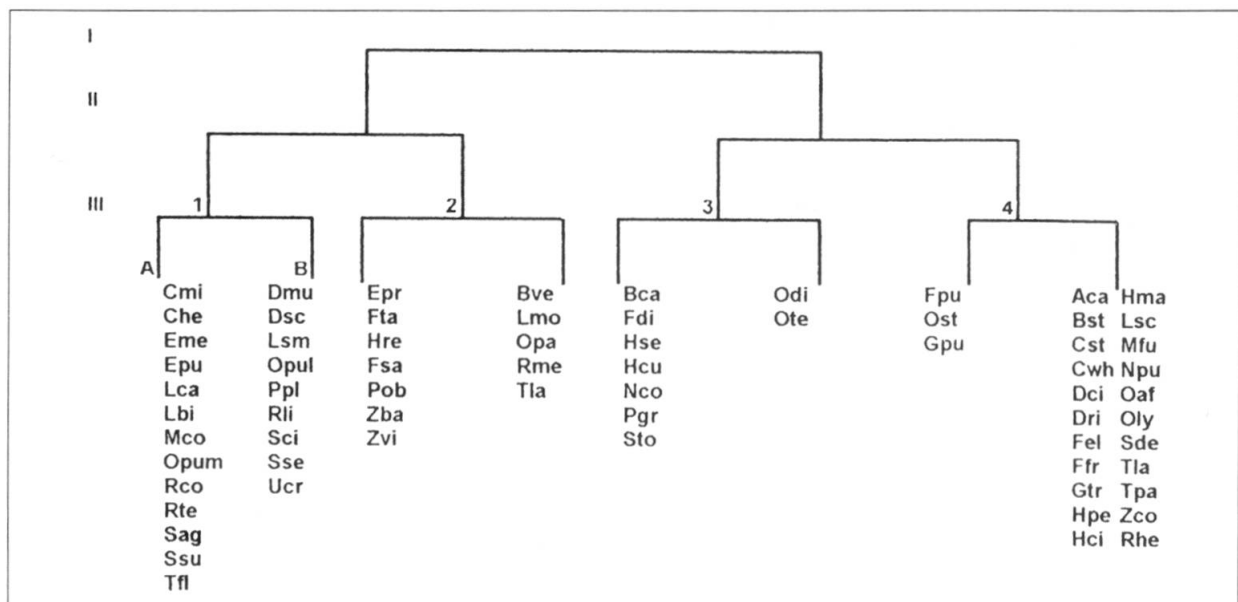 I
II
III 1 2 3 4
A B
Cmi Dmu Epr Bve Bca Odi Fpu Aca Hma
Che Dsc Fta Lmo Fdi Ote Ost Bst Lsc
Eme Lsm Hre Opa Hse Gpu Cst Mfu
Epu Opul Fsa Rme Hcu Cwh Npu
Lca Ppl Pob Tla Nco Dci Oaf
Lbi Rli Zba Pgr Dri Oly
Mco Sci Zvi Sto Fel Sde
Opum Sse Ffr Tla
Rco Ucr Gtr Tpa
Rte Hpe Zco
Sag Hci Rhe
Ssu
Tfl